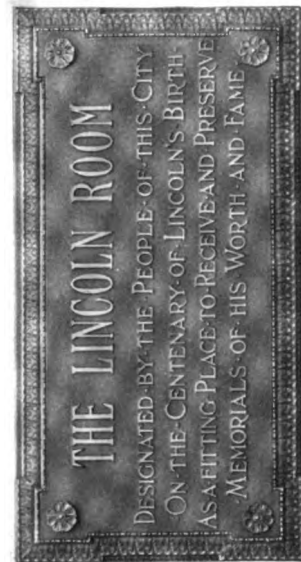 THE LINCOLN ROOM
DESIGNATED·BY·THE·PEOPLE·OF·THIS·CITY
ON·THE·CENTENARY·OF·LINCOLN'S·BIRTH·
AS·A·FITTING·PLACE·TO·RECEIVE·AND·PRESERVE
MEMORIALS·OF·HIS·WORTH·AND·FAME